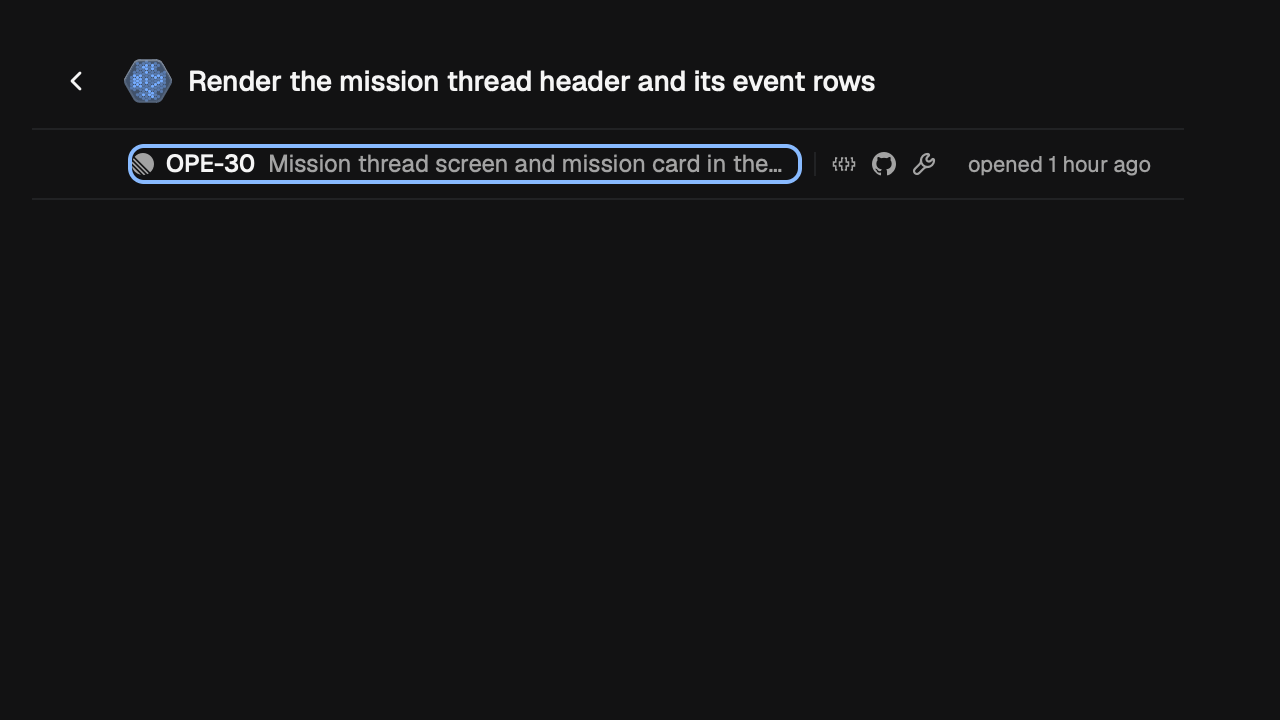 Render the mission thread header and its event rows
OPE-30 Mission thread screen and mission card in the… opened 1 hour ago